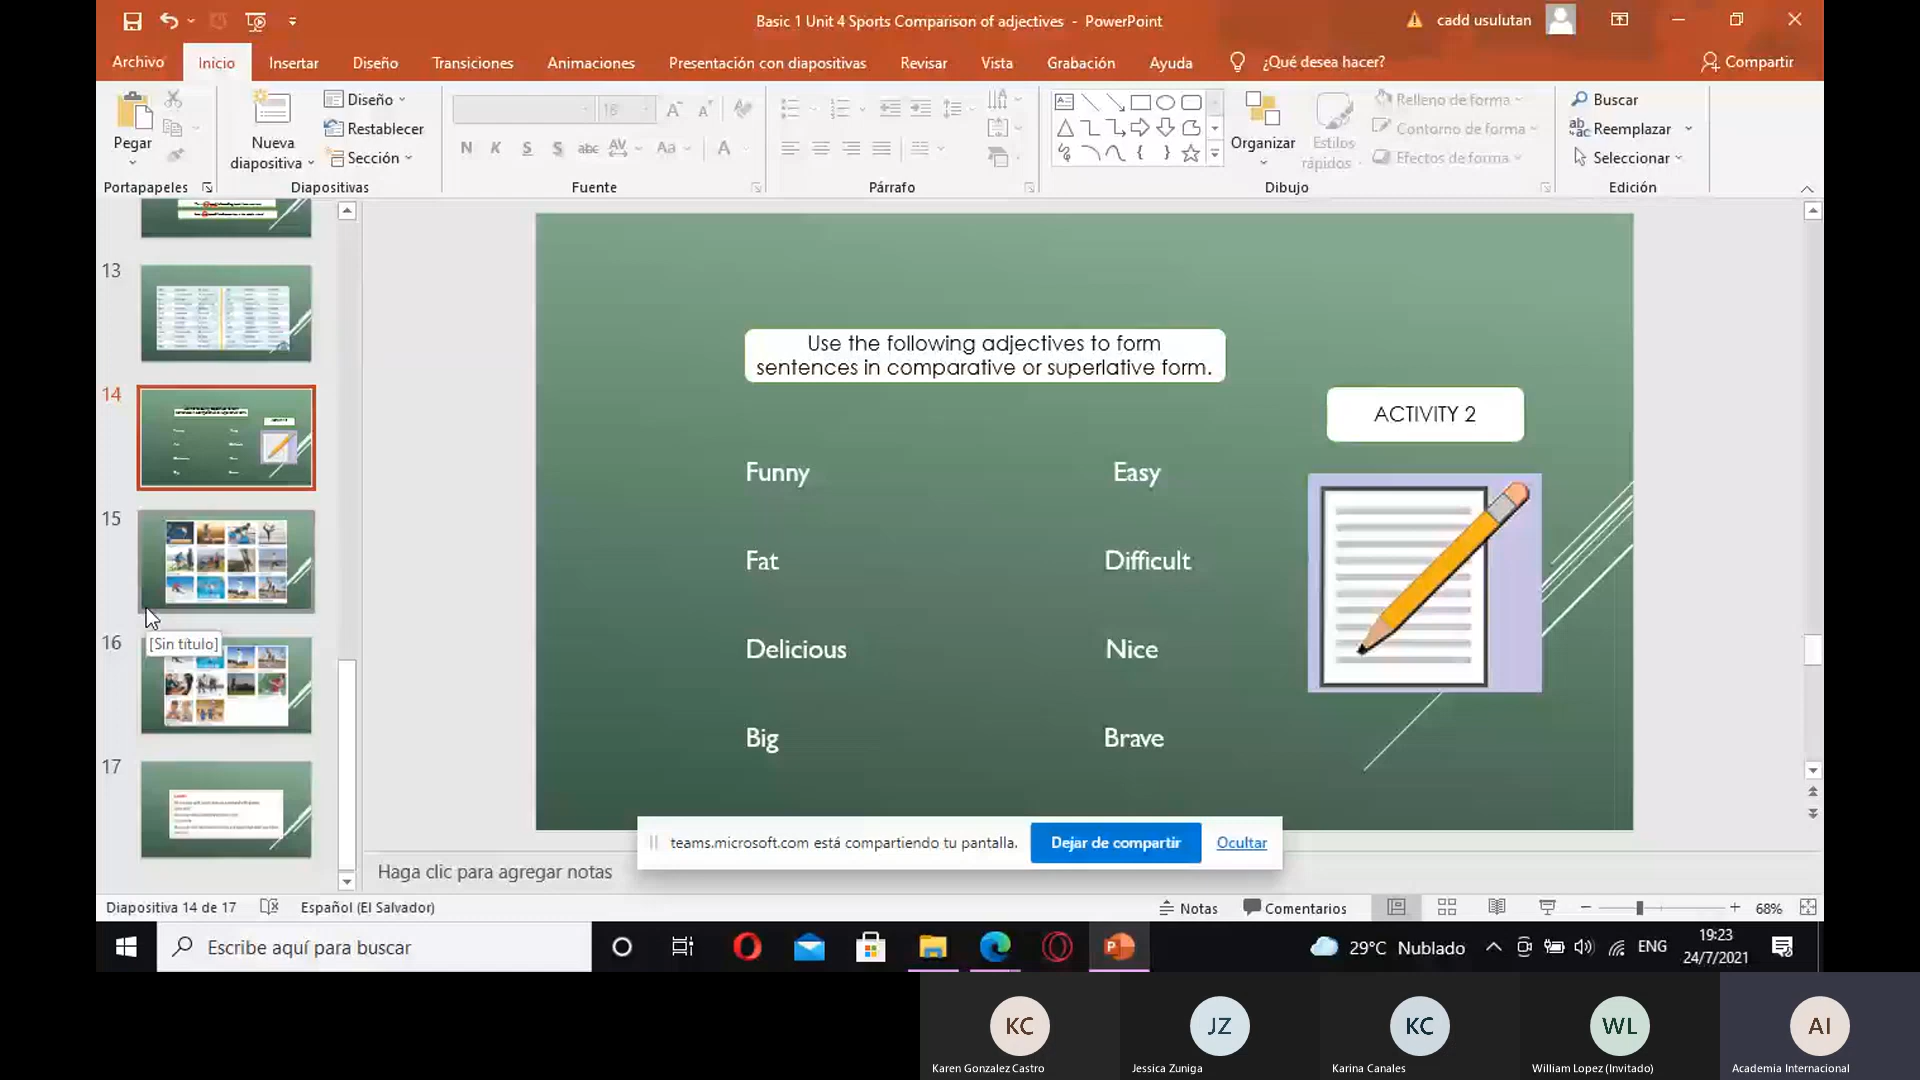 Basic 1 Unit 4 Sports Comparison of adjectives - PowerPoint
cadd usulutan
Archivo
Inicio
Insertar
Diseño
Transiciones
Animaciones
Presentación con diapositivas
Revisar
Vista
Grabación
Ayuda
¿Qué desea hacer?
Compartir
Pegar
Portapapeles
Nueva
diapositiva
Diseño
Restablecer
Sección
Diapositivas
18
N K S S abc AV Aa A
Fuente
Párrafo
Organizar
Estilos
rápidos
Relleno de forma
Contorno de forma
Efectos de forma
Dibujo
Buscar
Reemplazar
Seleccionar
Edición
13
14
15
16
[Sin título]
17
Use the following adjectives to form
sentences in comparative or superlative form.
ACTIVITY 2
Funny
Easy
Fat
Difficult
Delicious
Nice
Big
Brave
teams.microsoft.com está compartiendo tu pantalla.
Dejar de compartir
Ocultar
Haga clic para agregar notas
Diapositiva 14 de 17
Español (El Salvador)
Notas
Comentarios
68%
Escribe aquí para buscar
29°C Nublado
ENG
19:23
24/7/2021
KC
JZ
KC
WL
AI
Karen Gonzalez Castro
Jessica Zuniga
Karina Canales
William Lopez (Invitado)
Academia Internacional